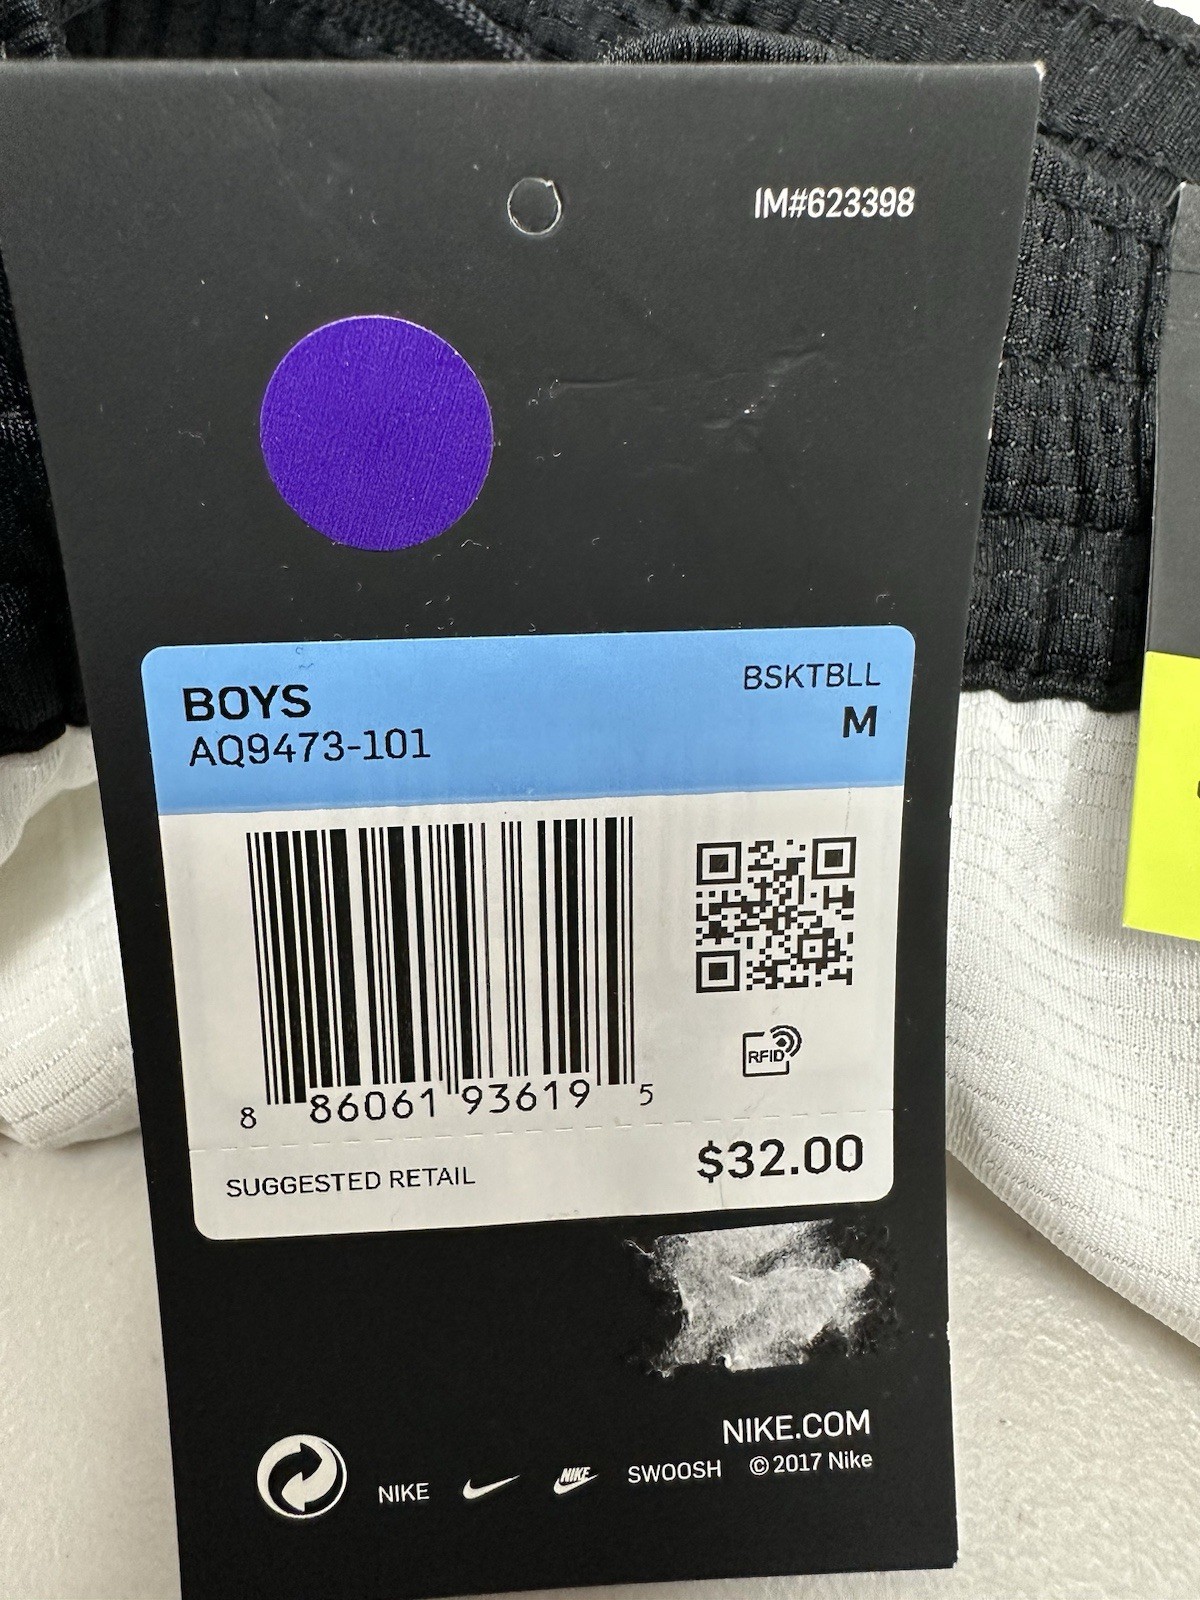 IM#623398
BOYS
BSKTBLL
AQ9473-101
M
RFID
8 86061 93619 5
SUGGESTED RETAIL
$32.00
NIKE.COM
NIKE NIKE SWOOSH © 2017 Nike